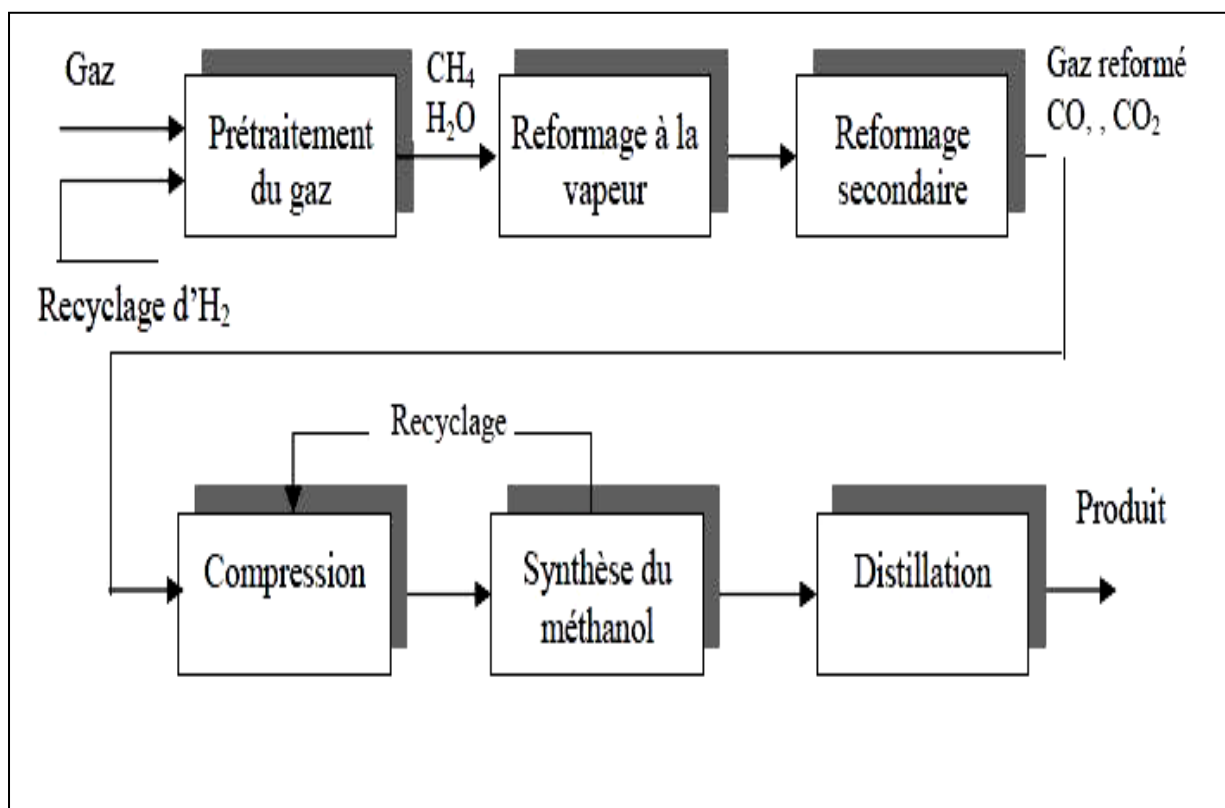 Gaz
Prétraitement
du gaz
CH₄
H₂O
Reformage à la
vapeur
Reformage
secondaire
Gaz reformé
CO, , CO₂
Recyclage d’H₂
Recyclage
Compression
Synthèse du
méthanol
Distillation
Produit